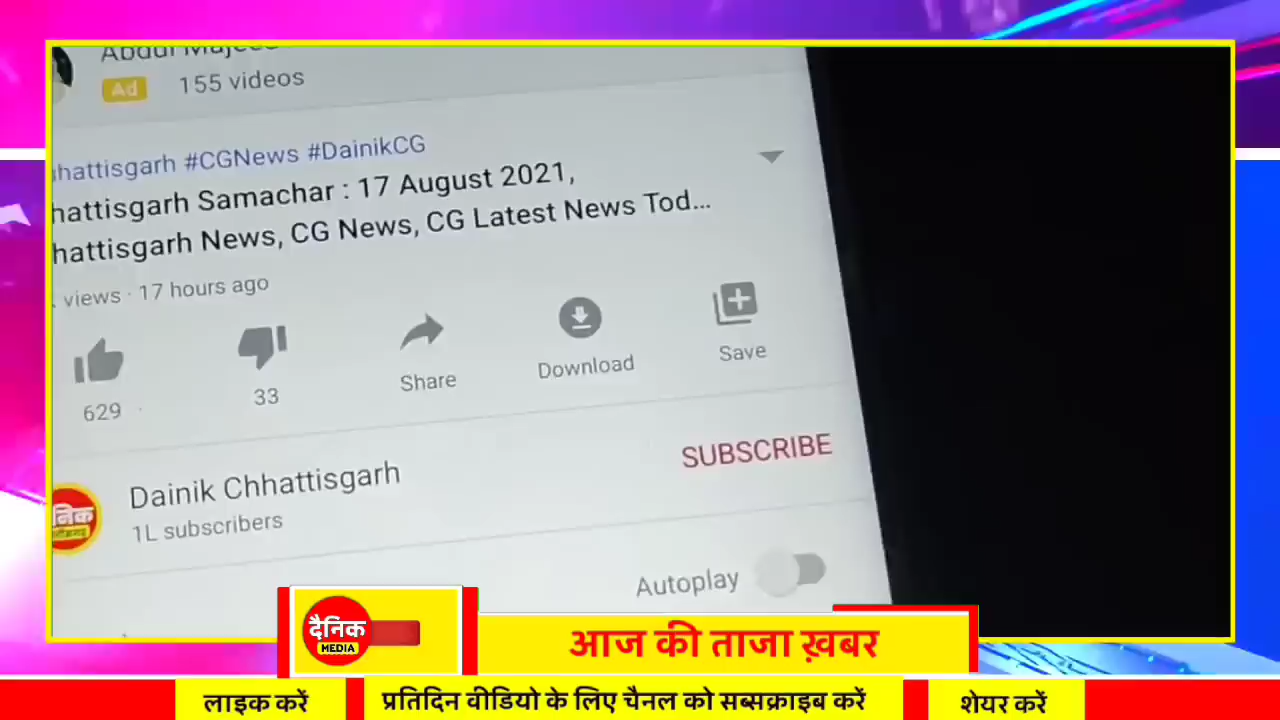 Abdul Majeed
Ad 155 videos
hattisgarh #CGNews #DainikCG
hattisgarh Samachar : 17 August 2021,
hattisgarh News, CG News, CG Latest News Tod...
views · 17 hours ago
629
33
Share
Download
Save
Dainik Chhattisgarh
SUBSCRIBE
1L subscribers
Autoplay
दैनिक
MEDIA
आज की ताजा ख़बर
लाइक करें
प्रतिदिन वीडियो के लिए चैनल को सब्सक्राइब करें
शेयर करें